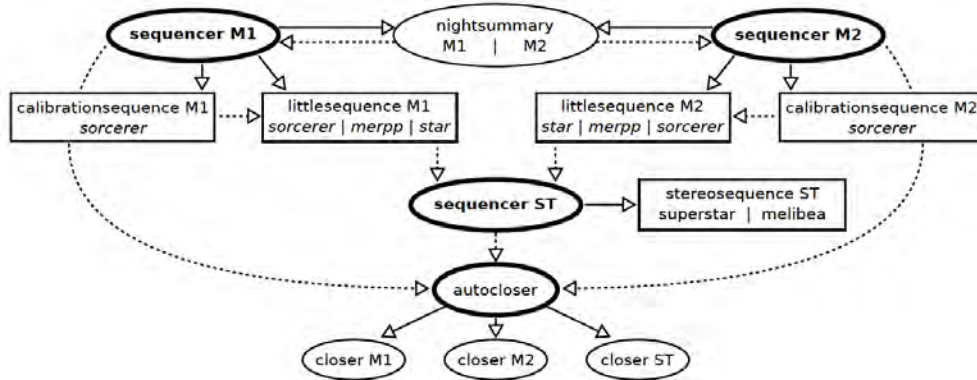 nightsummary
M1 | M2
sequencer M1
sequencer M2
calibrationsequence M1
sorcerer
littlesequence M1
sorcerer | merpp | star
littlesequence M2
star | merpp | sorcerer
calibrationsequence M2
sorcerer
sequencer ST
stereosequence ST
superstar | melibea
autocloser
closer M1
closer M2
closer ST